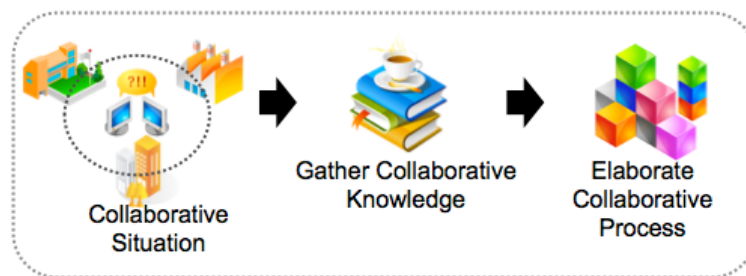 ?!!
Collaborative
Situation
Gather Collaborative
Knowledge
Elaborate
Collaborative
Process